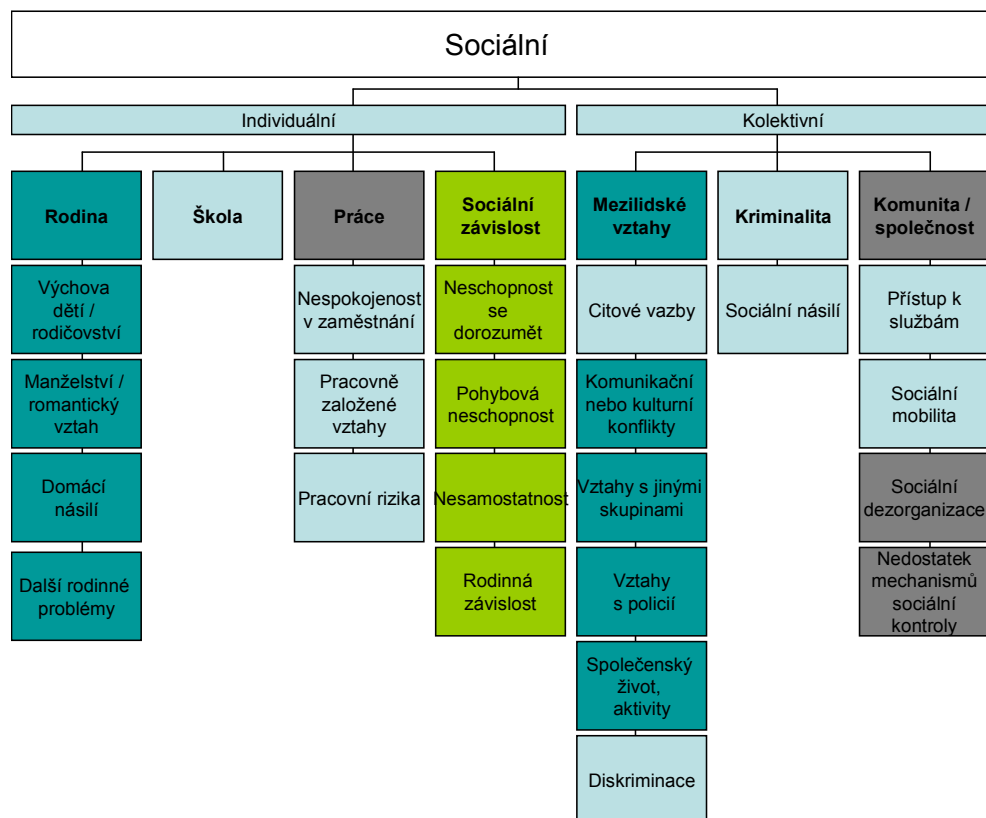 Sociální
Individuální
Kolektivní
Rodina
Škola
Práce
Sociální
závislost
Mezilidské
vztahy
Kriminalita
Komunita /
společnost
Výchova
dětí /
rodičovství
Nespokojenost
v zaměstnání
Neschopnost
se
dorozumět
Citové vazby
Sociální násilí
Přístup k
službám
Manželství /
romantický
vztah
Pracovně
založené
vztahy
Pohybová
neschopnost
Komunikační
nebo kulturní
konflikty
Sociální
mobilita
Domácí
násilí
Pracovní rizika
Nesamostatnost
Vztahy s jinými
skupinami
Sociální
dezorganizace
Další rodinné
problémy
Rodinná
závislost
Vztahy
s policií
Nedostatek
mechanismů
sociální
kontroly
Společenský
život,
aktivity
Diskriminace